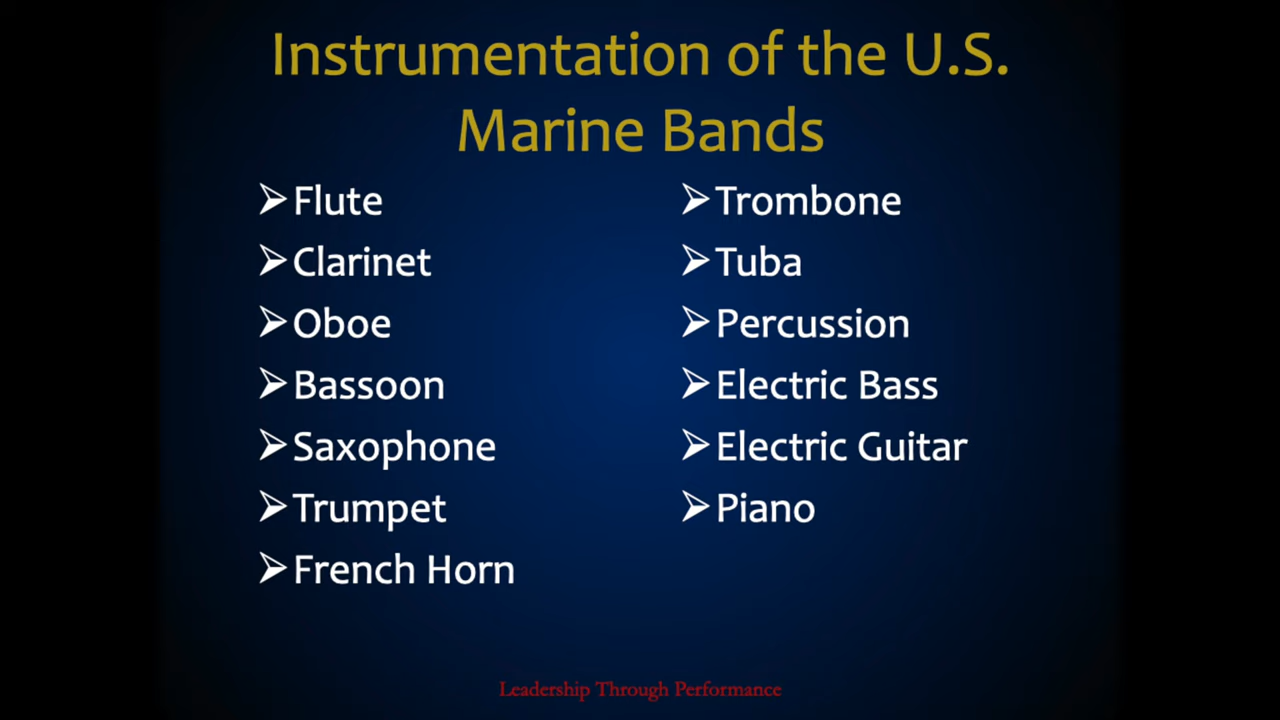 Instrumentation of the U.S.
Marine Bands
Flute
Clarinet
Oboe
Bassoon
Saxophone
Trumpet
French Horn
Trombone
Tuba
Percussion
Electric Bass
Electric Guitar
Piano
Leadership Through Performance